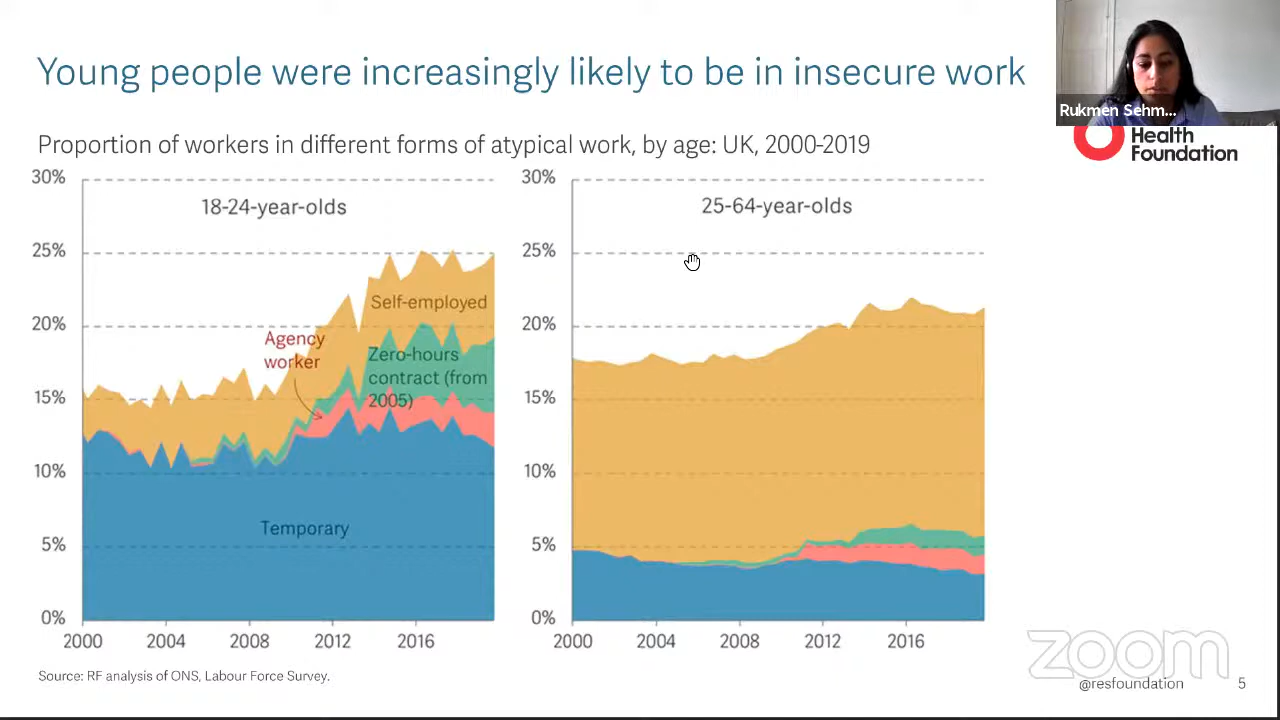 Young people were increasingly likely to be in insecure work
Rukmen Sehm...
Health
Foundation
Proportion of workers in different forms of atypical work, by age: UK, 2000-2019
30%
25%
20%
15%
10%
5%
0%
18-24-year-olds
Self-employed
Agency
worker
Zero-hours
contract (from
2005)
Temporary
2000 2004 2008 2012 2016
30%
25%
20%
15%
10%
5%
0%
25-64-year-olds
2000 2004 2008 2012 2016
Source: RF analysis of ONS, Labour Force Survey.
zoom
@resfoundation
5